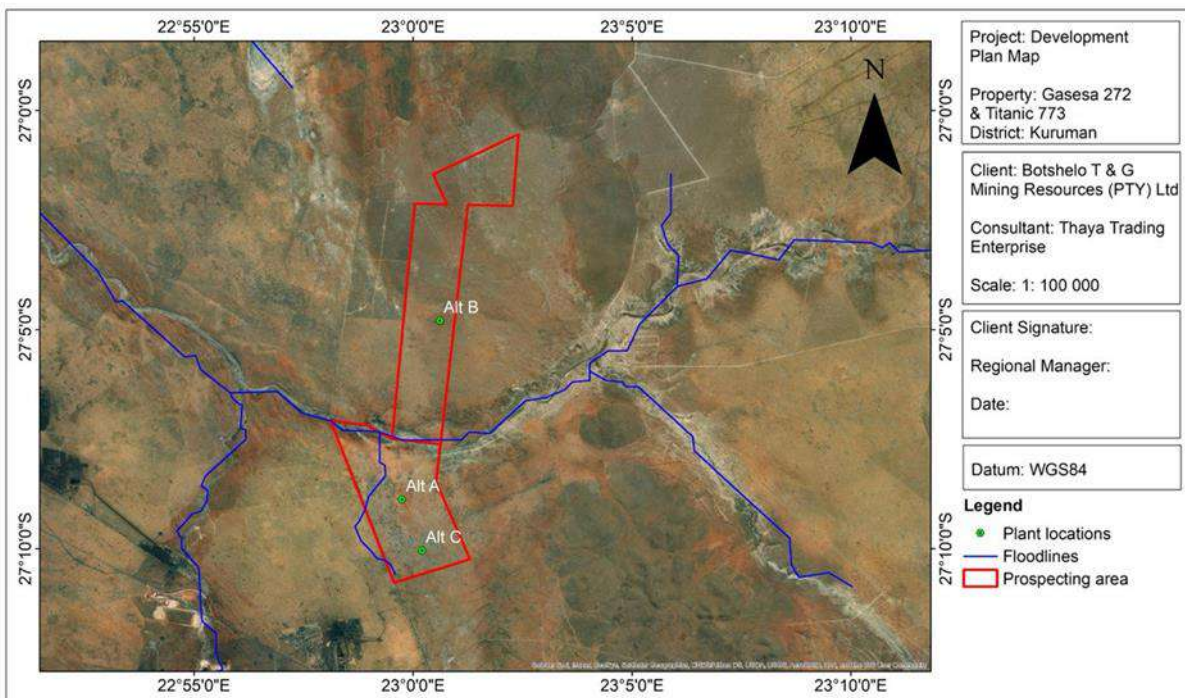 22°55'0"E 23°0'0"E 23°5'0"E 23°10'0"E
27°0'0"S 27°0'0"S
27°5'0"S 27°5'0"S
27°10'0"S 27°10'0"S
N
Alt B
Alt A
Alt C
22°55'0"E 23°0'0"E 23°5'0"E 23°10'0"E
Project: Development
Plan Map
Property: Gasesa 272
& Titanic 773
District: Kuruman
Client: Botshelo T & G
Mining Resources (PTY) Ltd
Consultant: Thaya Trading
Enterprise
Scale: 1: 100 000
Client Signature:
Regional Manager:
Date:
Datum: WGS84
Legend
Plant locations
Floodlines
Prospecting area